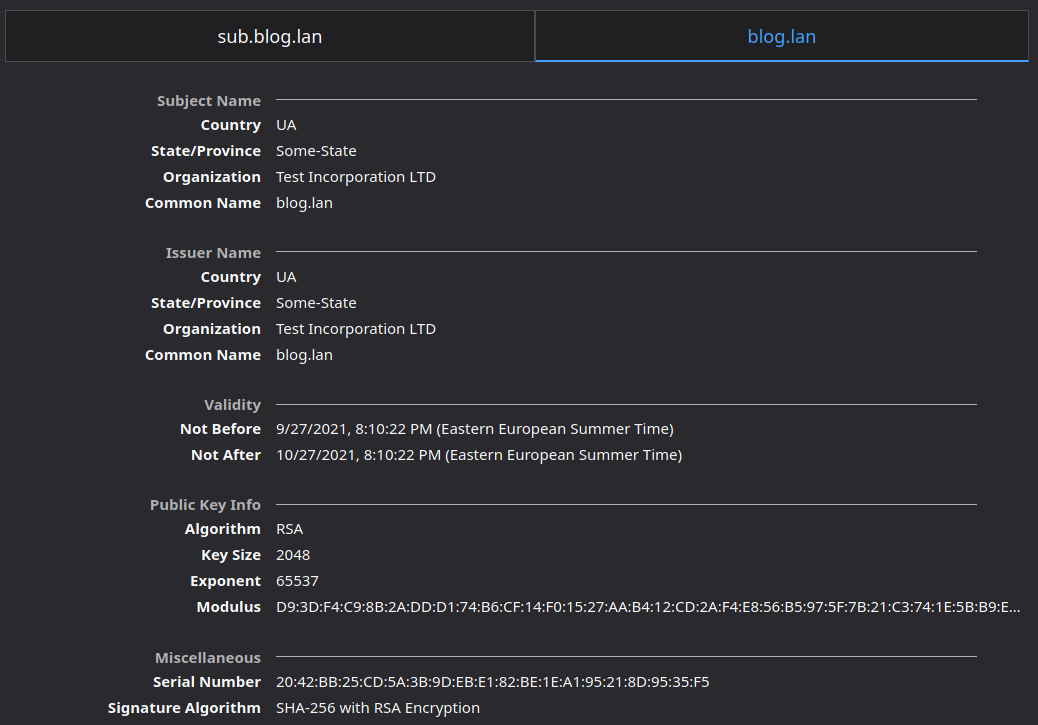 sub.blog.lan blog.lan
Subject Name
Country UA
State/Province Some-State
Organization Test Incorporation LTD
Common Name blog.lan
Issuer Name
Country UA
State/Province Some-State
Organization Test Incorporation LTD
Common Name blog.lan
Validity
Not Before 9/27/2021, 8:10:22 PM (Eastern European Summer Time)
Not After 10/27/2021, 8:10:22 PM (Eastern European Summer Time)
Public Key Info
Algorithm RSA
Key Size 2048
Exponent 65537
Modulus D9:3D:F4:C9:8B:2A:DD:D1:74:B6:CF:14:F0:15:27:AA:B4:12:CD:2A:F4:E8:56:B5:97:5F:7B:21:C3:74:1E:5B:B9:E…
Miscellaneous
Serial Number 20:42:BB:25:CD:5A:3B:9D:EB:E1:82:BE:1E:A1:95:21:8D:95:35:F5
Signature Algorithm SHA-256 with RSA Encryption